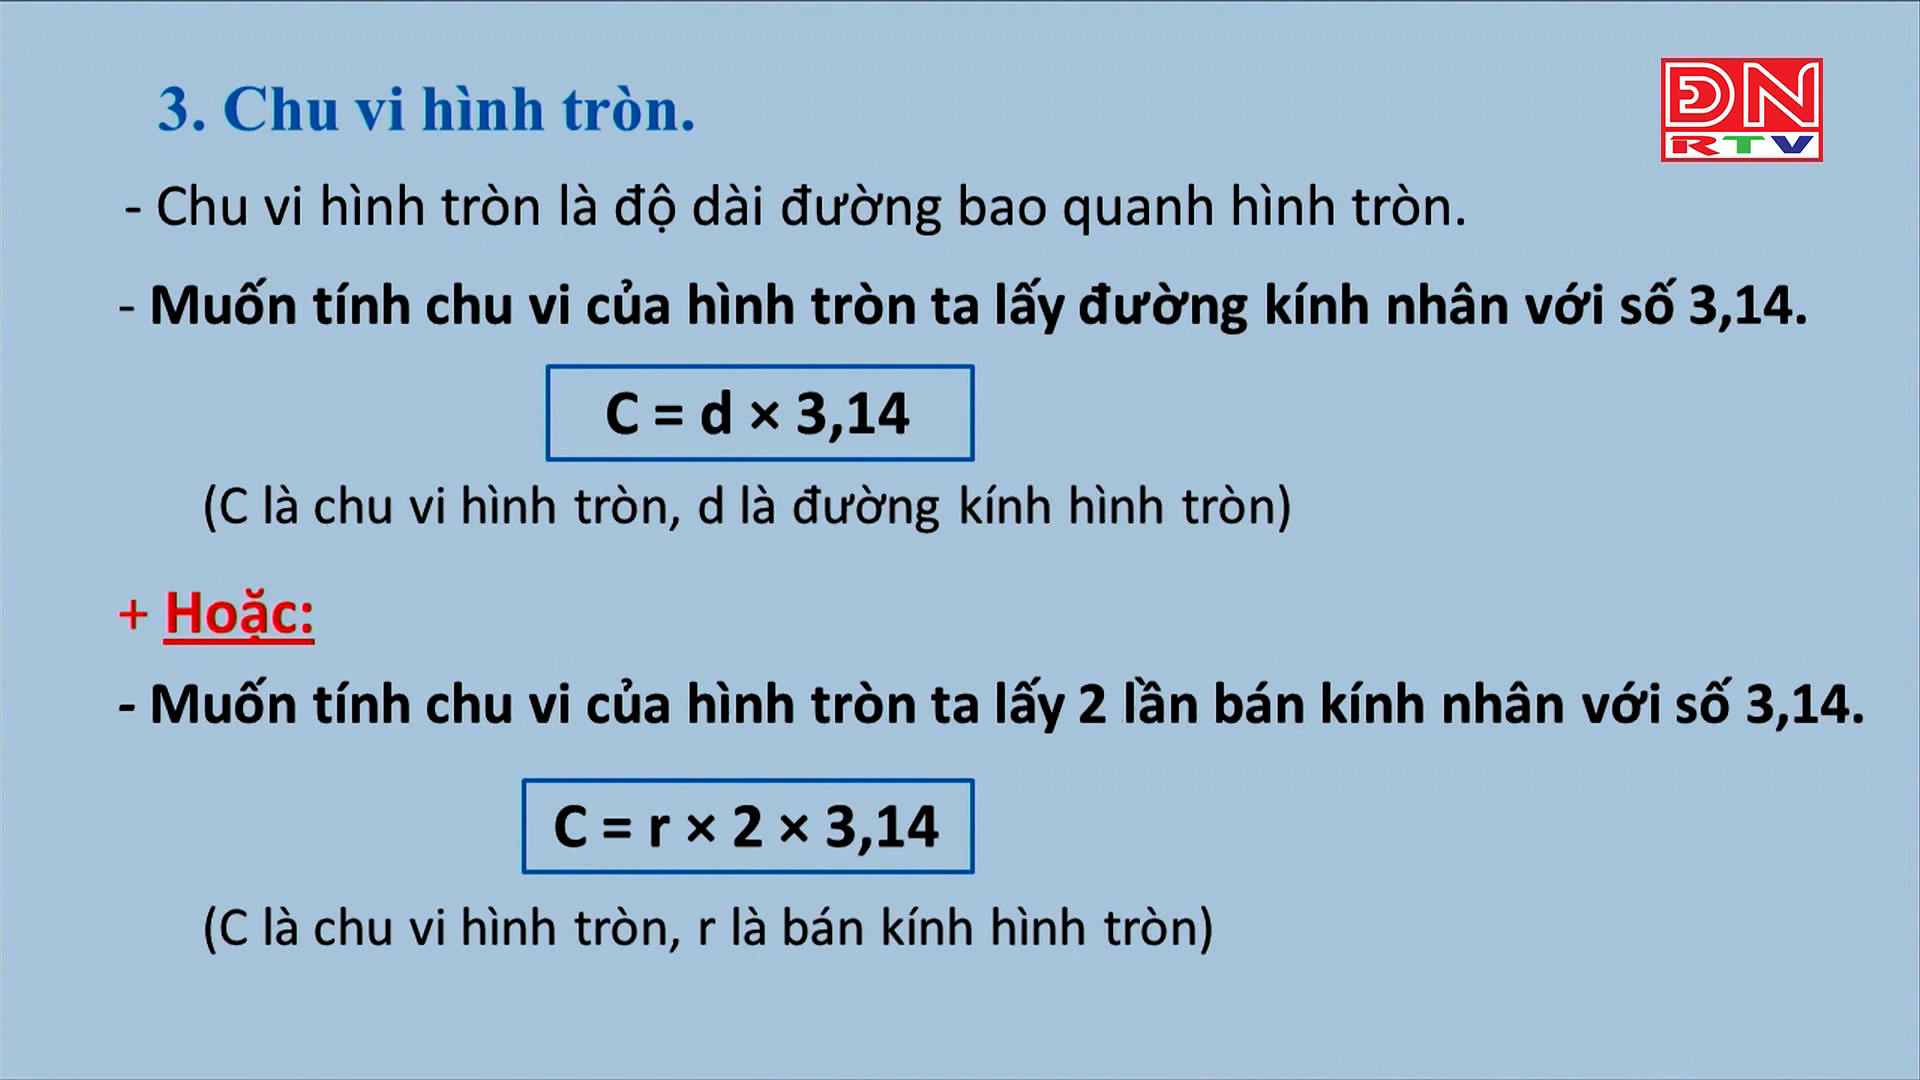 3. Chu vi hình tròn.
ĐN
RTV
- Chu vi hình tròn là độ dài đường bao quanh hình tròn.
- Muốn tính chu vi của hình tròn ta lấy đường kính nhân với số 3,14.
C = d × 3,14
(C là chu vi hình tròn, d là đường kính hình tròn)
+ Hoặc:
- Muốn tính chu vi của hình tròn ta lấy 2 lần bán kính nhân với số 3,14.
C = r × 2 × 3,14
(C là chu vi hình tròn, r là bán kính hình tròn)